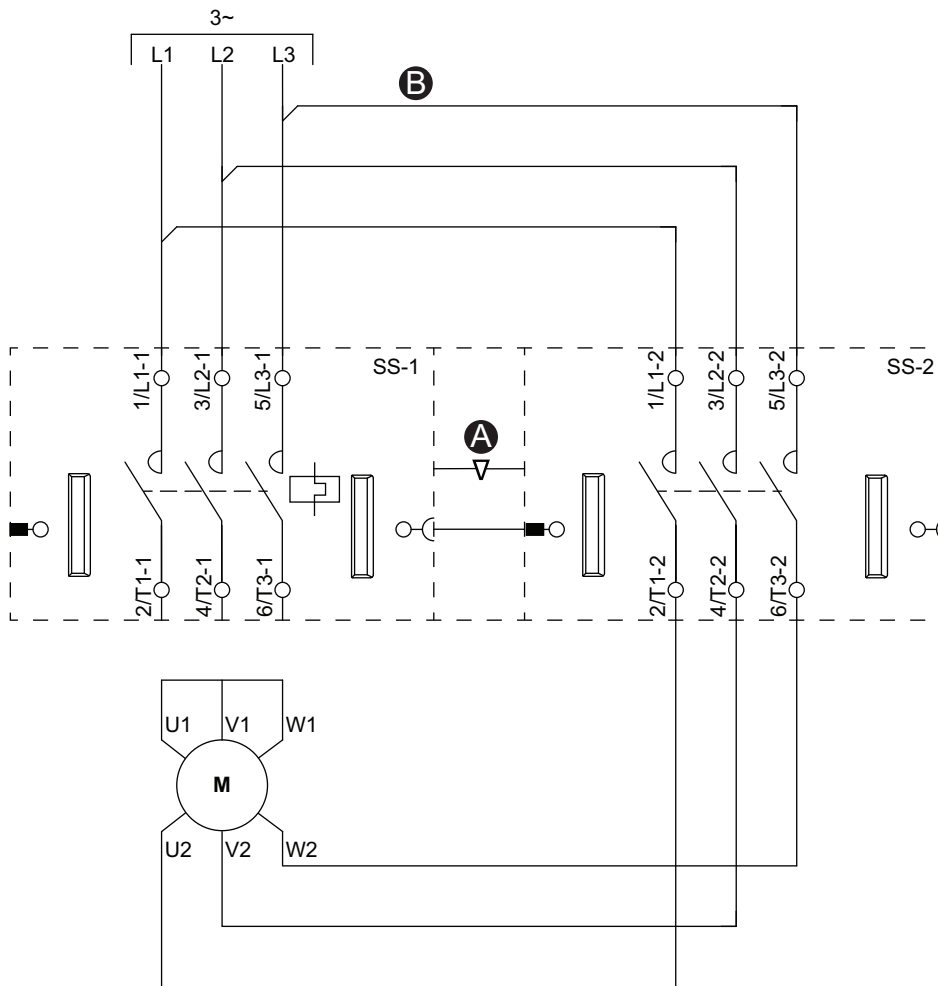 3~
L1 L2 L3
B
SS-1 SS-2
1/L1-1 3/L2-1 5/L3-1 1/L1-2 3/L2-2 5/L3-2
A
2/T1-1 4/T2-1 6/T3-1 2/T1-2 4/T2-2 6/T3-2
U1 V1 W1
M
U2 V2 W2